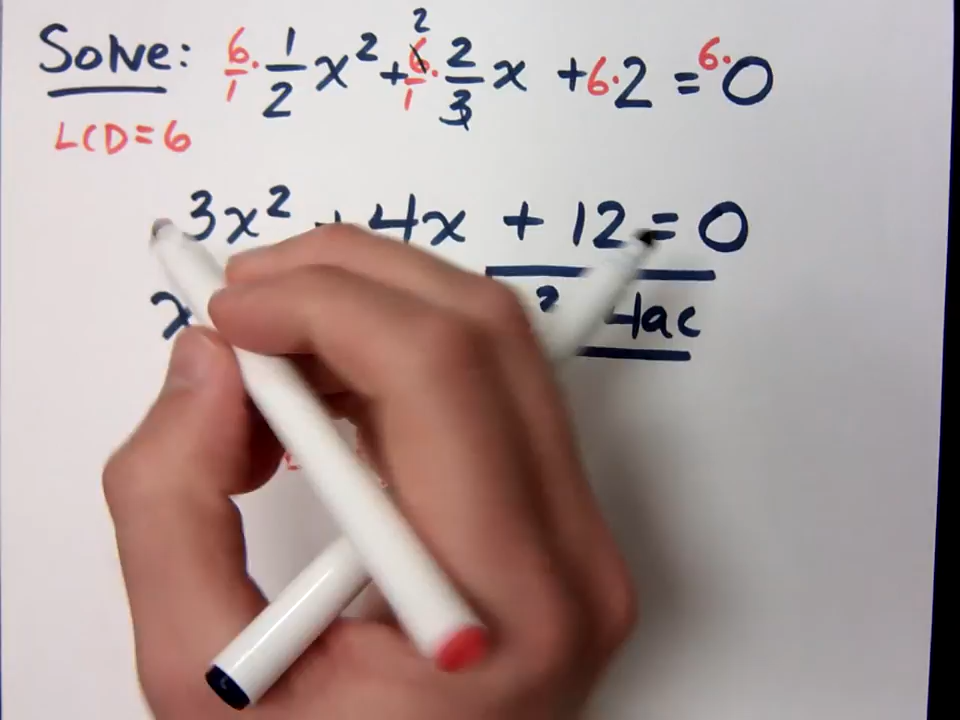 Solve: 6/1 · 1/2 x² + 6/1 · 2/3 x + 6 · 2 = 6 · 0
2
LCD = 6
3x² + 4x + 12 = 0
x ² 4ac